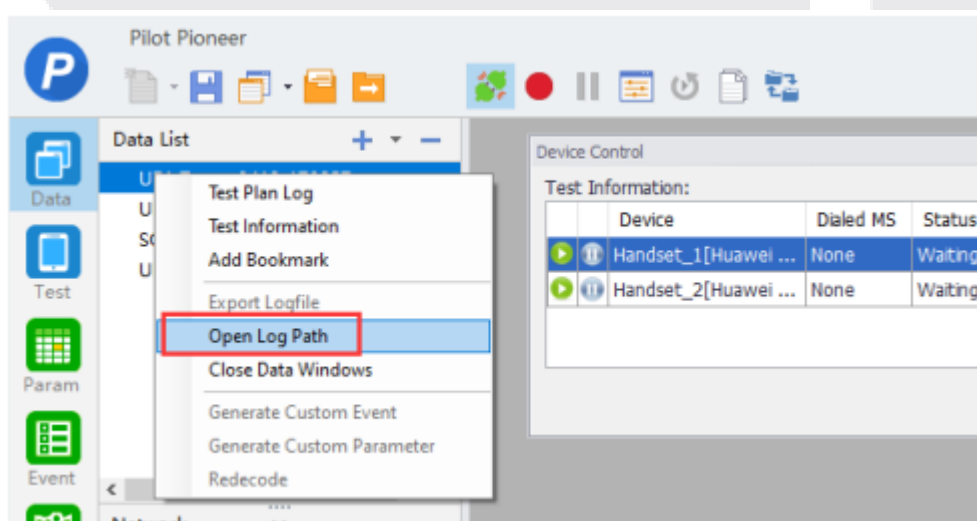 Pilot Pioneer
Data List
Data
Test
Param
Event
Test Plan Log
Test Information
Add Bookmark
Export Logfile
Open Log Path
Close Data Windows
Generate Custom Event
Generate Custom Parameter
Redecode
Device Control
Test Information:
Device Dialed MS Status
Handset_1[Huawei ... None Waiting
Handset_2[Huawei ... None Waiting